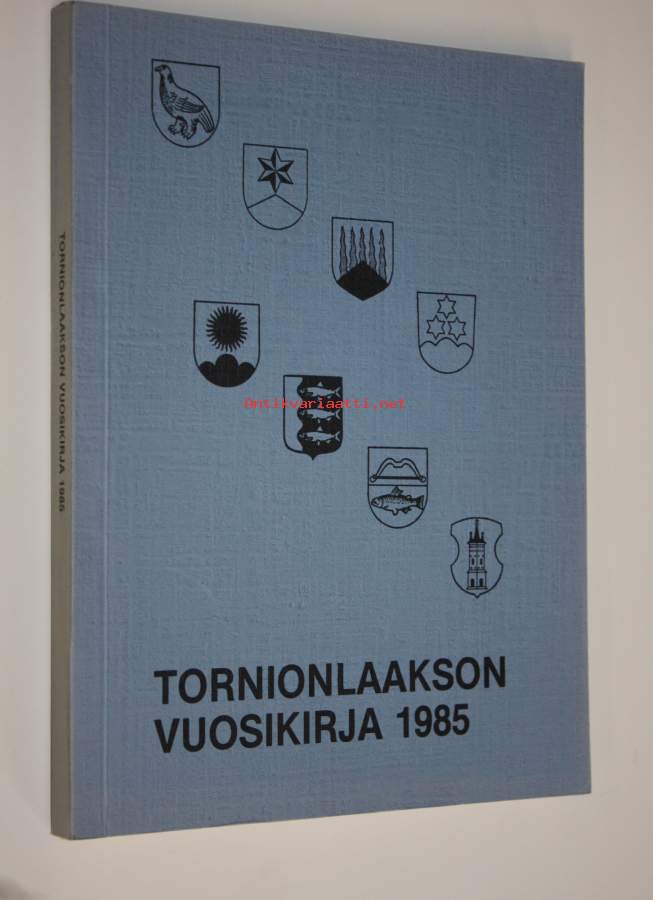 TORNIONLAAKSON VUOSIKIRJA 1985
Antikvariaatti.net
TORNIONLAAKSON
VUOSIKIRJA 1985